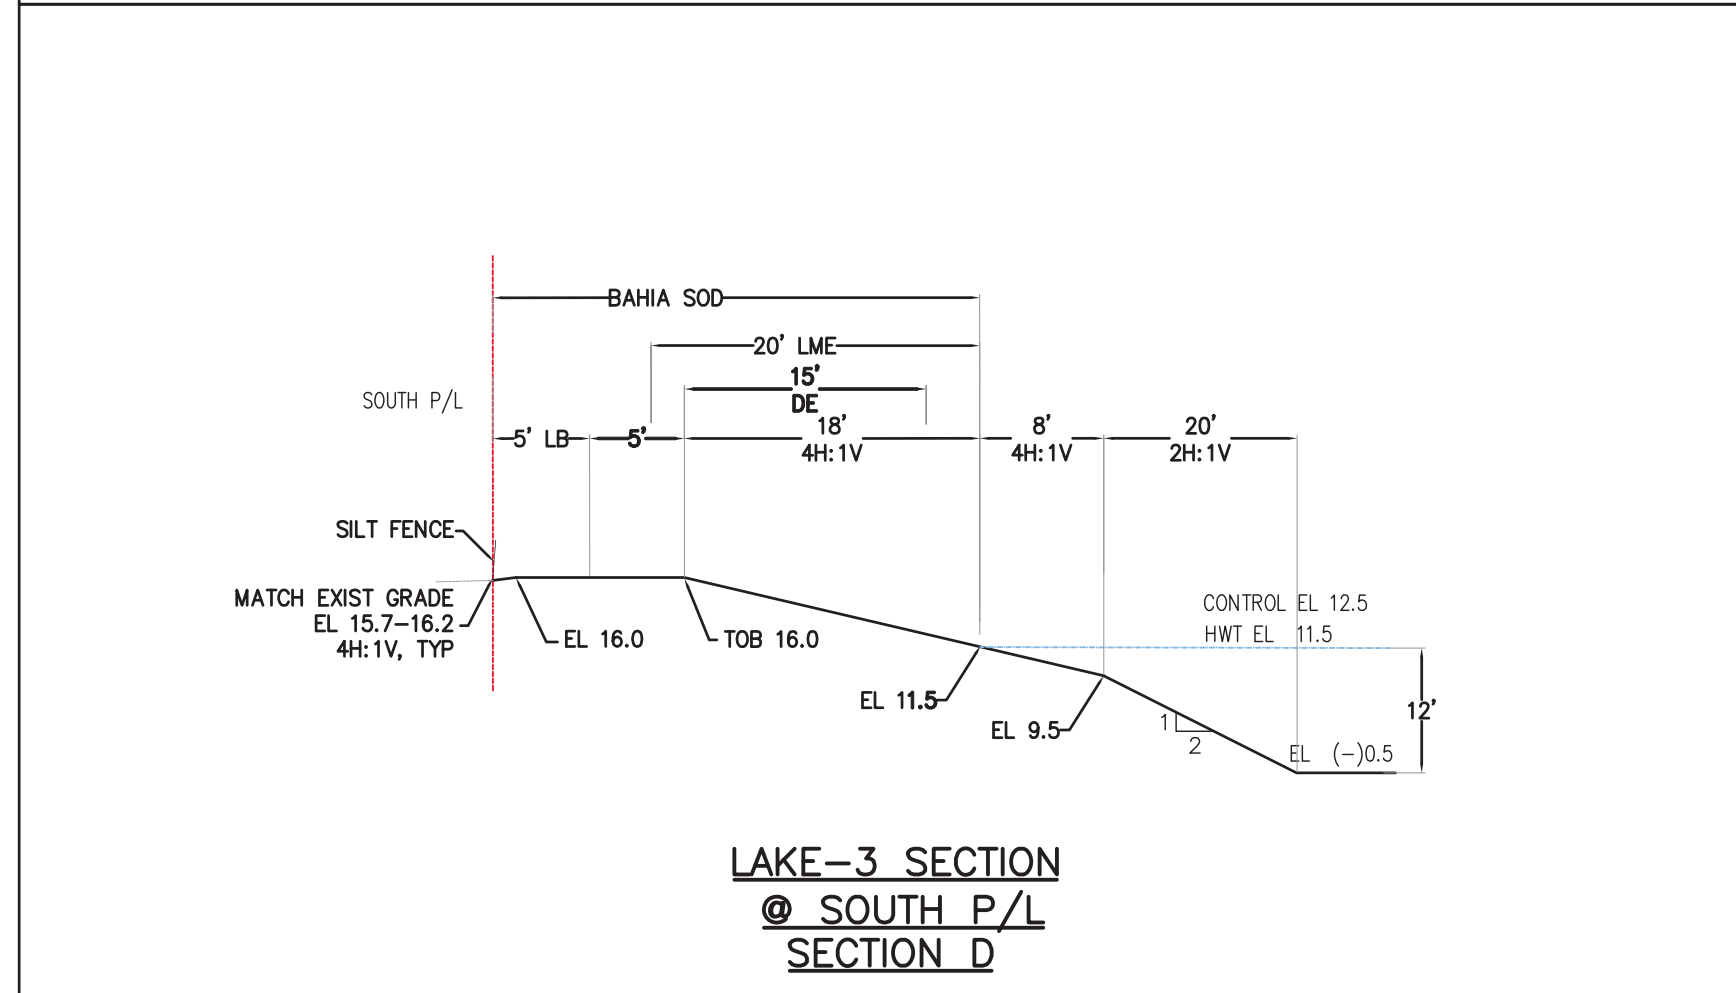 BAHIA SOD
20' LME
15'
DE
SOUTH P/L
5' LB
5'
18'
4H:1V
8'
4H:1V
20'
2H:1V
SILT FENCE
MATCH EXIST GRADE
EL 15.7-16.2
4H:1V, TYP
EL 16.0
TOB 16.0
CONTROL EL 12.5
HWT EL 11.5
EL 11.5
EL 9.5
1
2
12'
EL (-)0.5
LAKE-3 SECTION
@ SOUTH P/L
SECTION D